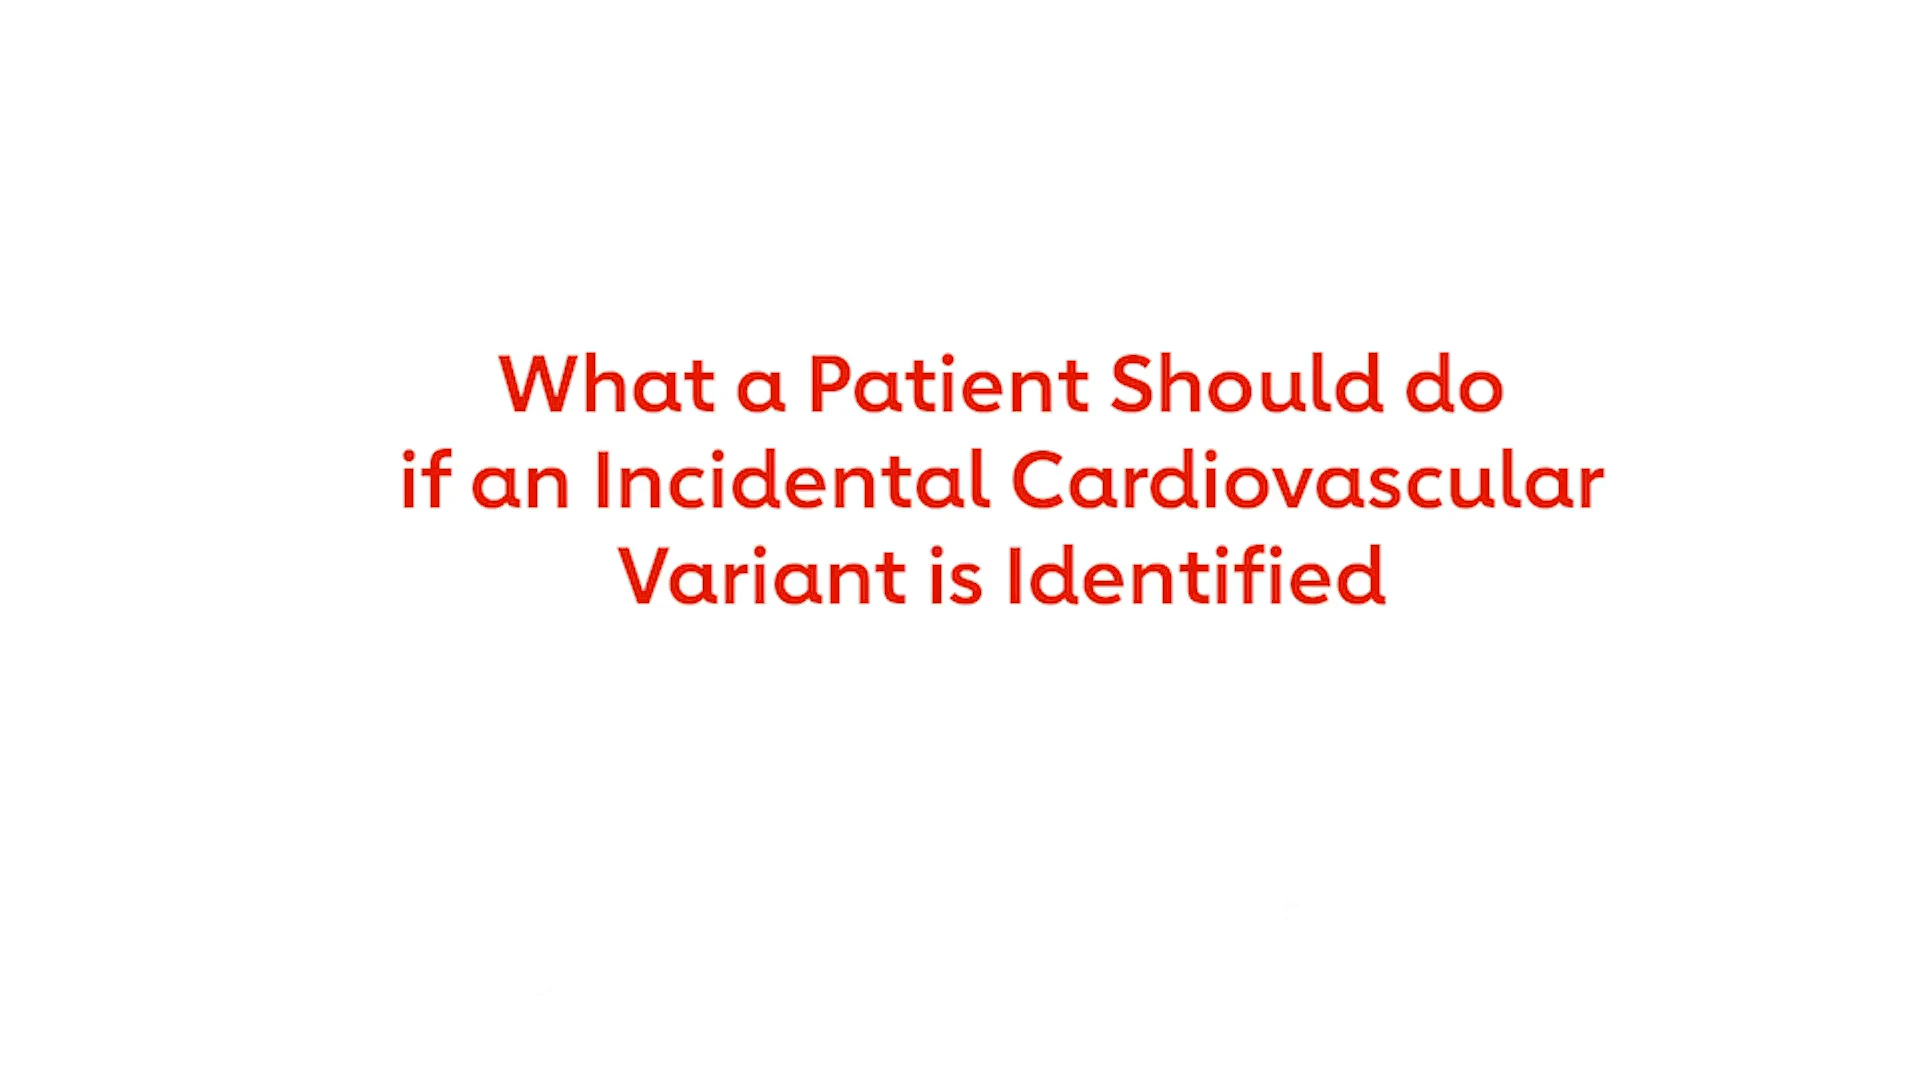 What a Patient Should do
if an Incidental Cardiovascular
Variant is Identified